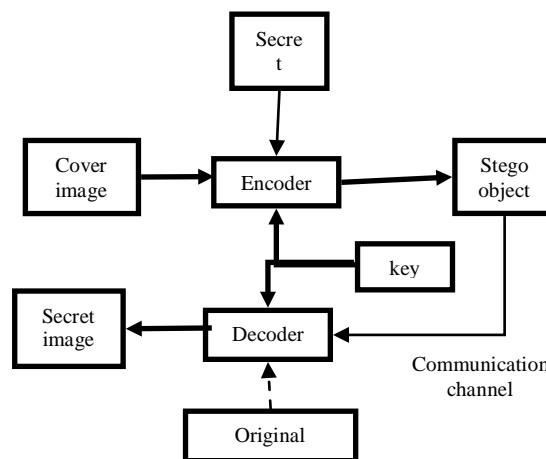 Secre
t
Cover
image
Encoder
Stego
object
key
Secret
image
Decoder
Communication
channel
Original